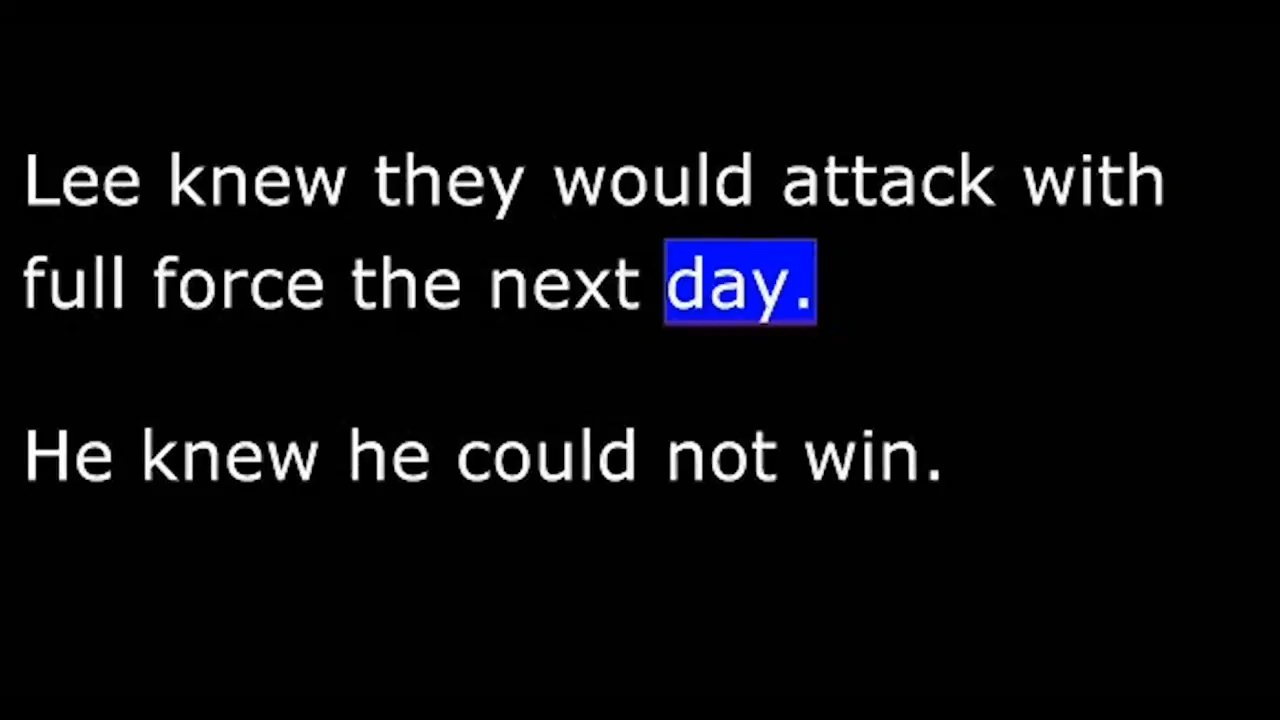 Lee knew they would attack with
full force the next day.
He knew he could not win.